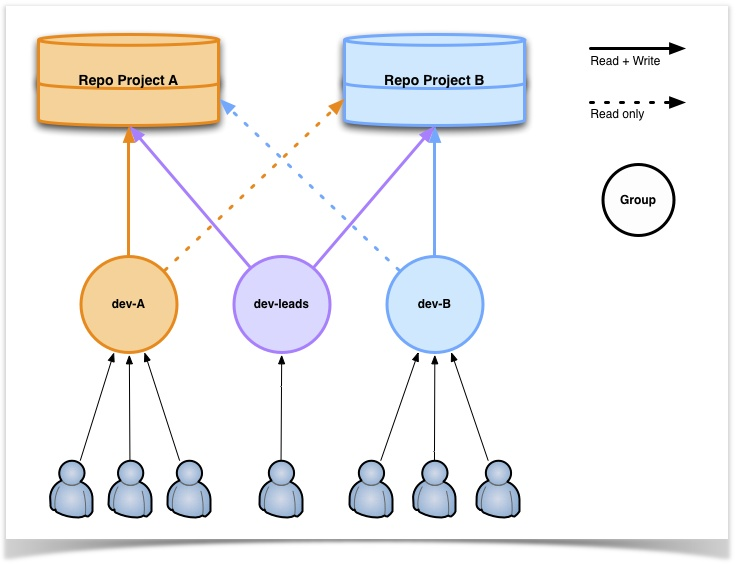 Repo Project A
Repo Project B
Read + Write
Read only
Group
dev-A
dev-leads
dev-B